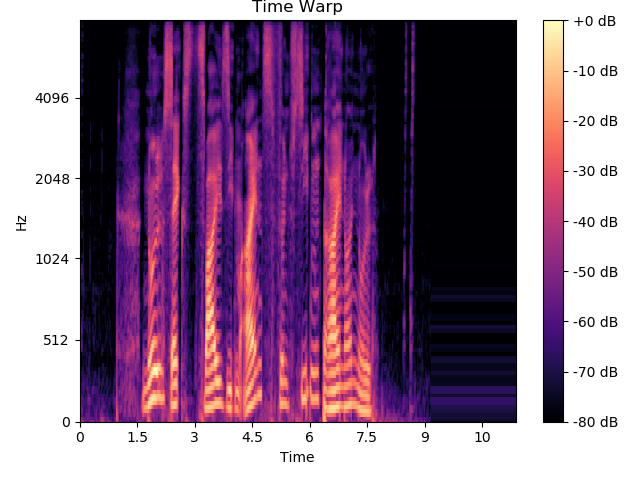 Time Warp
+0 dB
-10 dB
4096
-20 dB
-30 dB
2048
Hz
-40 dB
1024
-50 dB
-60 dB
512
-70 dB
0
-80 dB
0 1.5 3 4.5 6 7.5 9 10
Time